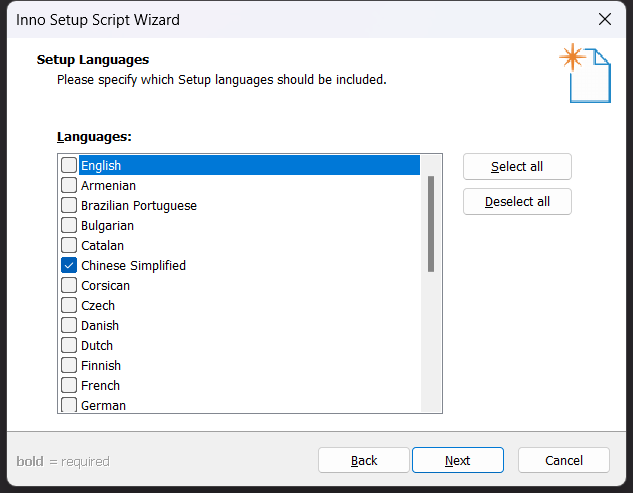 Inno Setup Script Wizard
Setup Languages
Please specify which Setup languages should be included.
Languages:
English
Armenian
Brazilian Portuguese
Bulgarian
Catalan
Chinese Simplified
Corsican
Czech
Danish
Dutch
Finnish
French
German
Select all
Deselect all
bold = required
Back
Next
Cancel